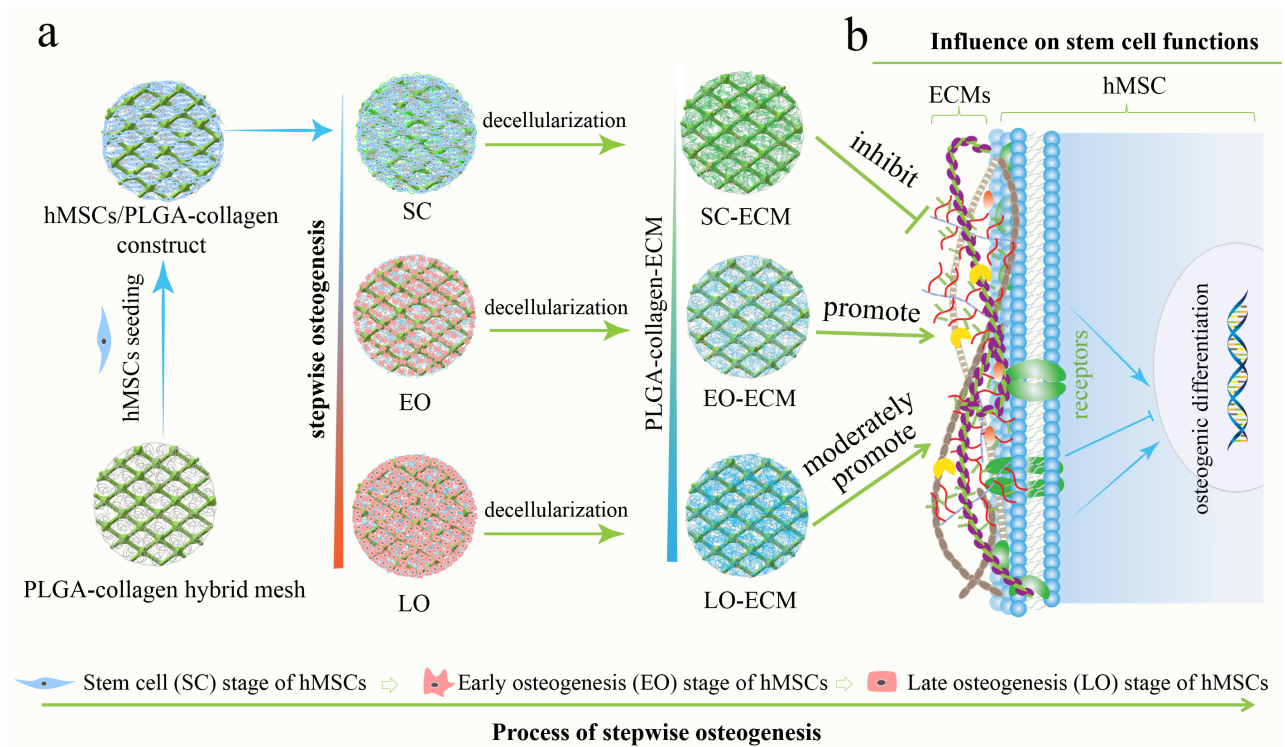 a
b
Influence on stem cell functions
ECMs
hMSC
hMSCs/PLGA-collagen
construct
hMSCs seeding
PLGA-collagen hybrid mesh
stepwise osteogenesis
SC
EO
LO
decellularization
decellularization
decellularization
PLGA-collagen-ECM
SC-ECM
EO-ECM
LO-ECM
inhibit
promote
moderately
promote
receptors
osteogenic differentiation
Stem cell (SC) stage of hMSCs
Early osteogenesis (EO) stage of hMSCs
Late osteogenesis (LO) stage of hMSCs
Process of stepwise osteogenesis